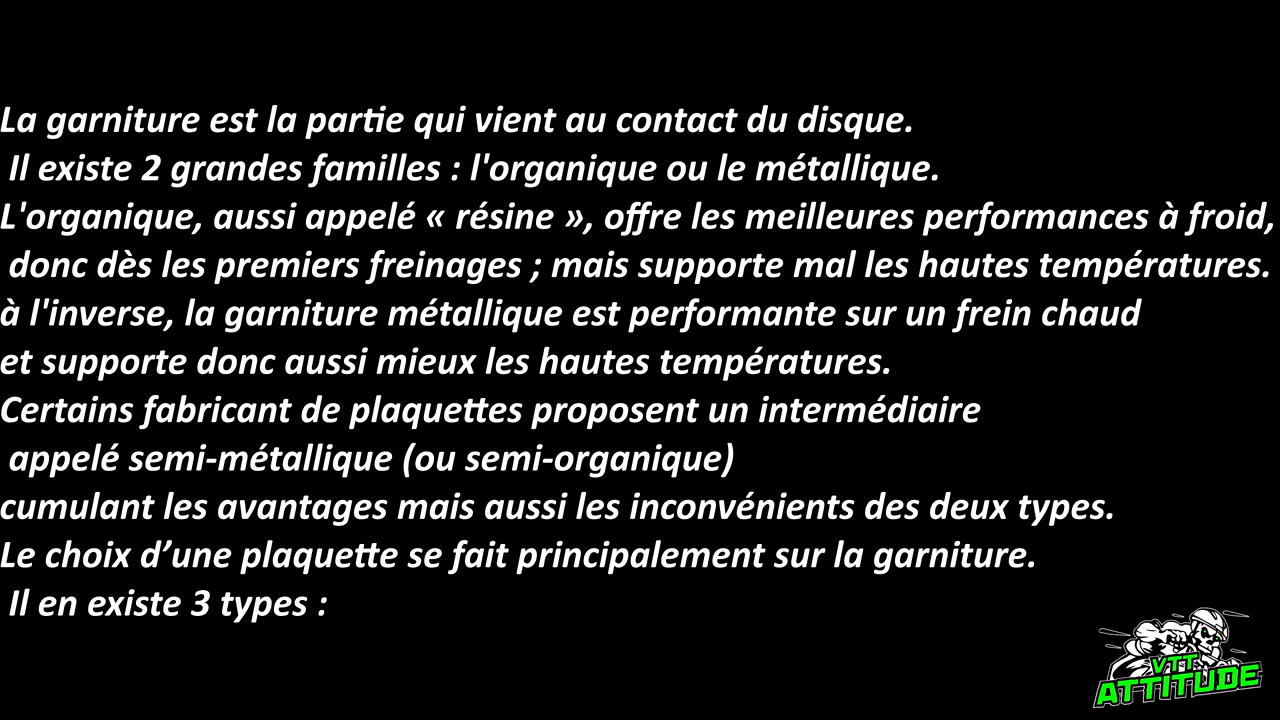 La garniture est la partie qui vient au contact du disque.
Il existe 2 grandes familles : l'organique ou le métallique.
L'organique, aussi appelé « résine », offre les meilleures performances à froid,
donc dès les premiers freinages ; mais supporte mal les hautes températures.
à l'inverse, la garniture métallique est performante sur un frein chaud
et supporte donc aussi mieux les hautes températures.
Certains fabricant de plaquettes proposent un intermédiaire
appelé semi-métallique (ou semi-organique)
cumulant les avantages mais aussi les inconvénients des deux types.
Le choix d’une plaquette se fait principalement sur la garniture.
Il en existe 3 types :
VTT
ATTITUDE